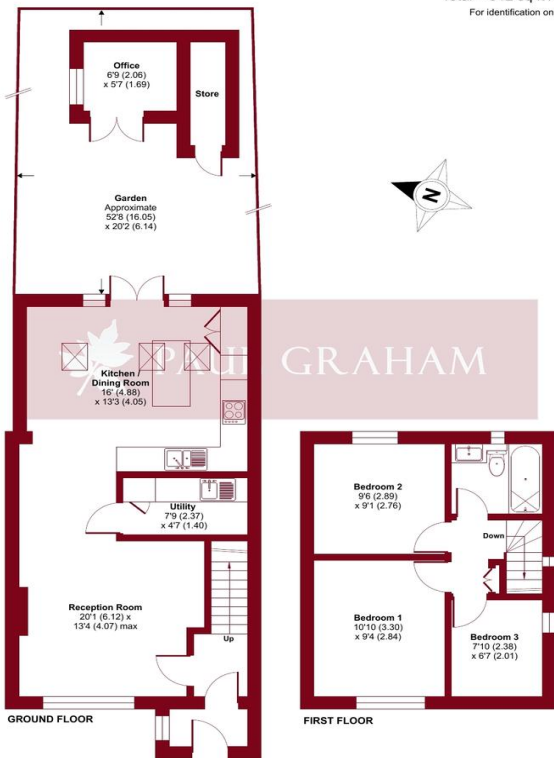 For identification on
Office
6'9 (2.06)
x 5'7 (1.69)
Store
Garden
Approximate
52'8 (16.05)
x 20'2 (6.14)
N
PAUL GRAHAM
Kitchen /
Dining Room
16' (4.88)
x 13'3 (4.05)
Utility
7'9 (2.37)
x 4'7 (1.40)
Reception Room
20'1 (6.12) x
13'4 (4.07) max
Up
GROUND FLOOR
Bedroom 2
9'6 (2.89)
x 9'1 (2.76)
Down
Bedroom 1
10'10 (3.30)
x 9'4 (2.84)
Bedroom 3
7'10 (2.38)
x 6'7 (2.01)
FIRST FLOOR